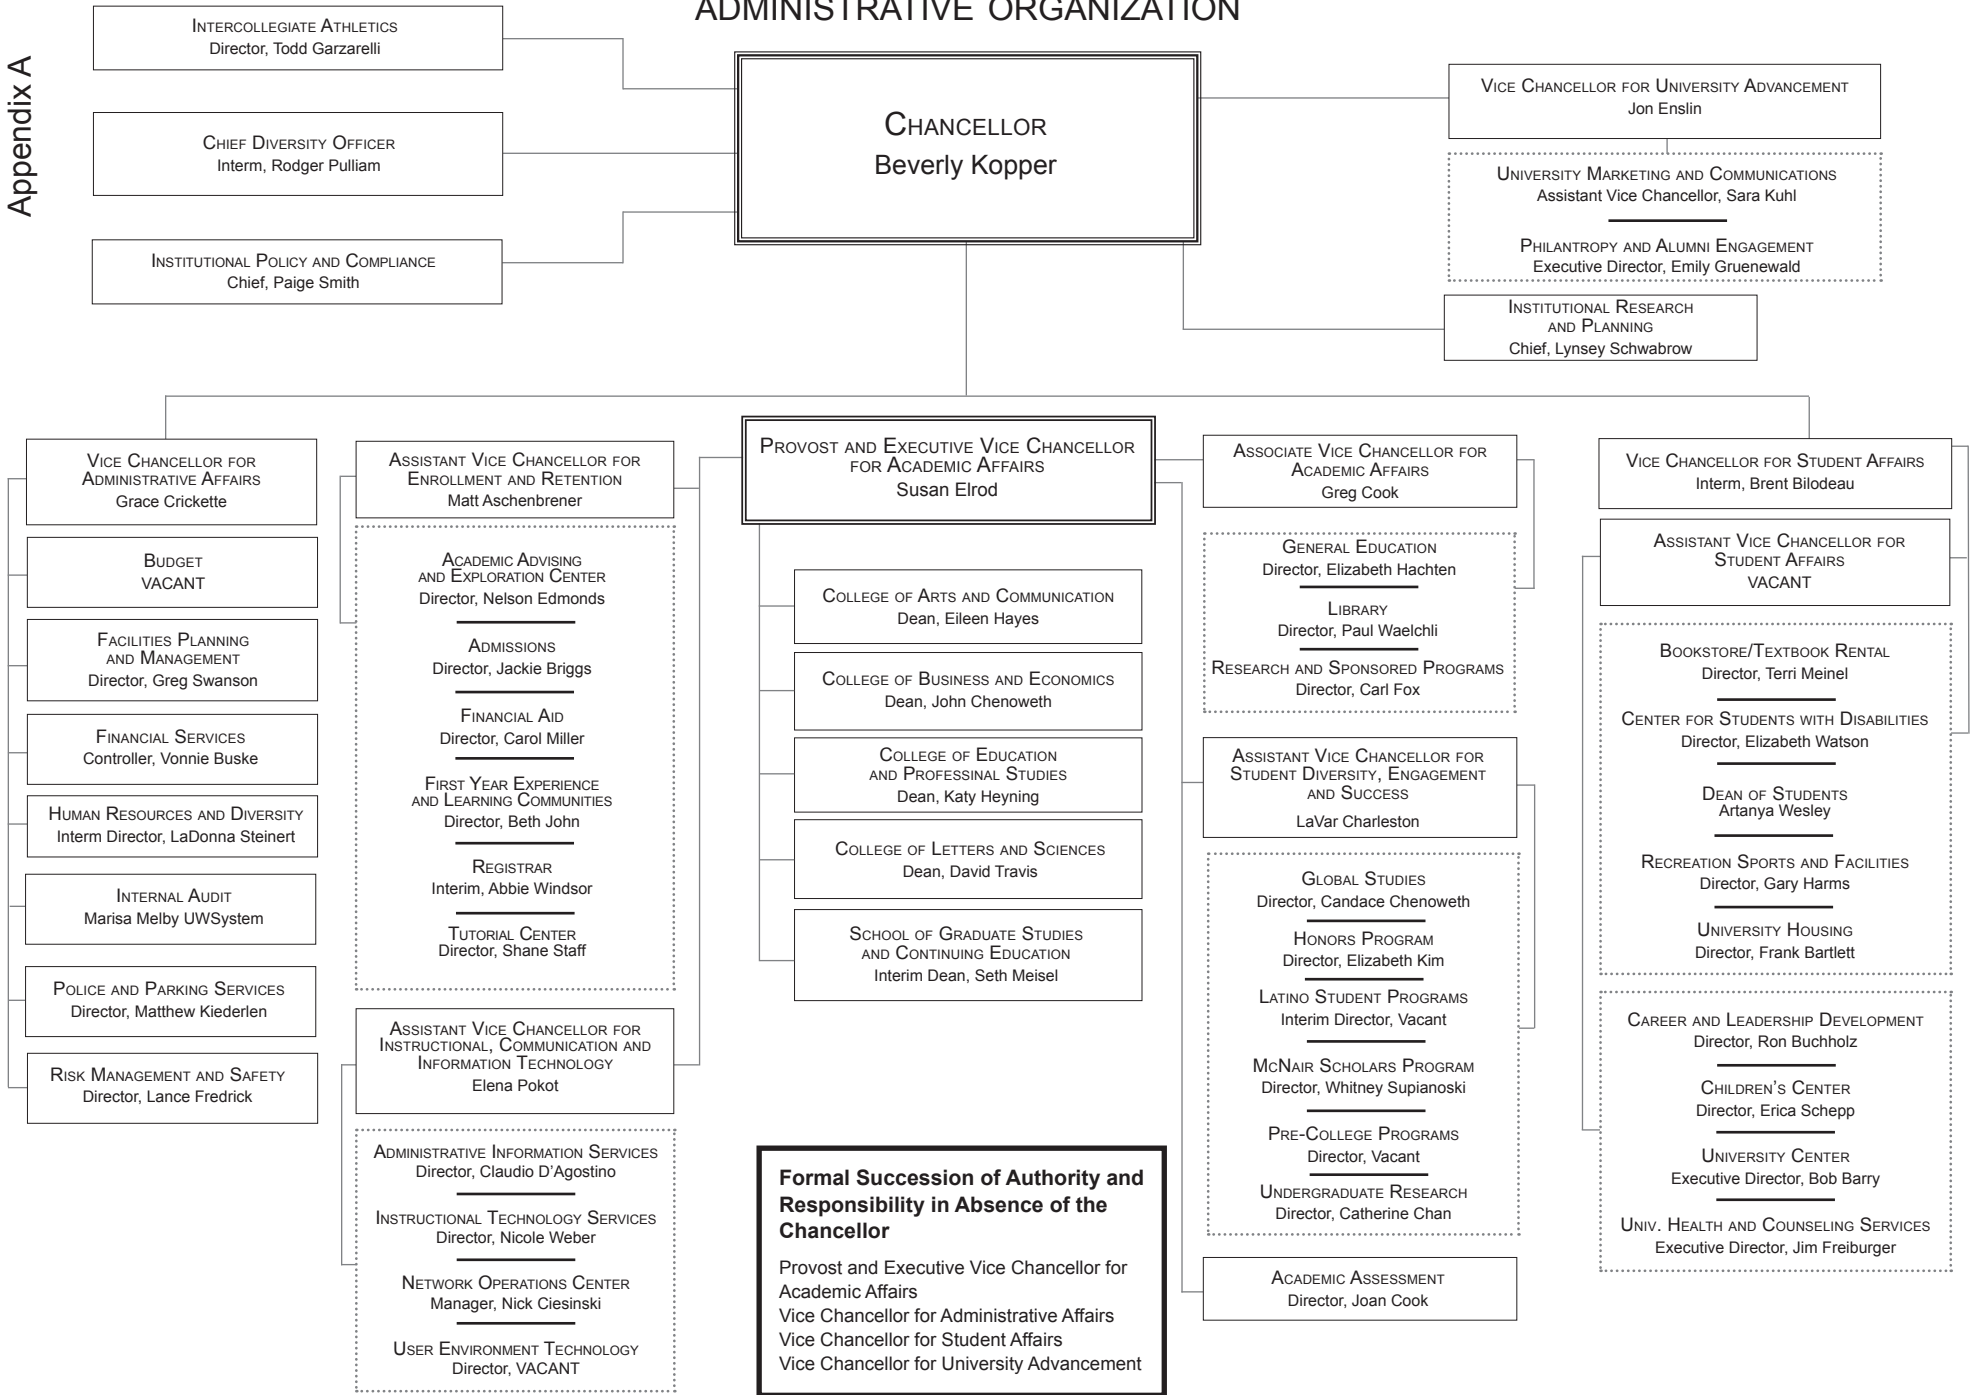 ADMINISTRATIVE ORGANIZATION
Appendix A
INTERCOLLEGIATE ATHLETICS
Director, Todd Garzarelli
CHIEF DIVERSITY OFFICER
Interm, Rodger Pulliam
INSTITUTIONAL POLICY AND COMPLIANCE
Chief, Paige Smith
CHANCELLOR
Beverly Kopper
VICE CHANCELLOR FOR UNIVERSITY ADVANCEMENT
Jon Enslin
UNIVERSITY MARKETING AND COMMUNICATIONS
Assistant Vice Chancellor, Sara Kuhl
PHILANTROPY AND ALUMNI ENGAGEMENT
Executive Director, Emily Gruenewald
INSTITUTIONAL RESEARCH
AND PLANNING
Chief, Lynsey Schwabrow
VICE CHANCELLOR FOR
ADMINISTRATIVE AFFAIRS
Grace Crickette
BUDGET
VACANT
FACILITIES PLANNING
AND MANAGEMENT
Director, Greg Swanson
FINANCIAL SERVICES
Controller, Vonnie Buske
HUMAN RESOURCES AND DIVERSITY
Interm Director, LaDonna Steinert
INTERNAL AUDIT
Marisa Melby UWSystem
POLICE AND PARKING SERVICES
Director, Matthew Kiederlen
RISK MANAGEMENT AND SAFETY
Director, Lance Fredrick
ASSISTANT VICE CHANCELLOR FOR
ENROLLMENT AND RETENTION
Matt Aschenbrener
ACADEMIC ADVISING
AND EXPLORATION CENTER
Director, Nelson Edmonds
ADMISSIONS
Director, Jackie Briggs
FINANCIAL AID
Director, Carol Miller
FIRST YEAR EXPERIENCE
AND LEARNING COMMUNITIES
Director, Beth John
REGISTRAR
Interim, Abbie Windsor
TUTORIAL CENTER
Director, Shane Staff
ASSISTANT VICE CHANCELLOR FOR
INSTRUCTIONAL, COMMUNICATION AND
INFORMATION TECHNOLOGY
Elena Pokot
ADMINISTRATIVE INFORMATION SERVICES
Director, Claudio D'Agostino
INSTRUCTIONAL TECHNOLOGY SERVICES
Director, Nicole Weber
NETWORK OPERATIONS CENTER
Manager, Nick Ciesinski
USER ENVIRONMENT TECHNOLOGY
Director, VACANT
PROVOST AND EXECUTIVE VICE CHANCELLOR
FOR ACADEMIC AFFAIRS
Susan Elrod
COLLEGE OF ARTS AND COMMUNICATION
Dean, Eileen Hayes
COLLEGE OF BUSINESS AND ECONOMICS
Dean, John Chenoweth
COLLEGE OF EDUCATION
AND PROFESSINAL STUDIES
Dean, Katy Heyning
COLLEGE OF LETTERS AND SCIENCES
Dean, David Travis
SCHOOL OF GRADUATE STUDIES
AND CONTINUING EDUCATION
Interim Dean, Seth Meisel
Formal Succession of Authority and
Responsibility in Absence of the
Chancellor
Provost and Executive Vice Chancellor for
Academic Affairs
Vice Chancellor for Administrative Affairs
Vice Chancellor for Student Affairs
Vice Chancellor for University Advancement
ASSOCIATE VICE CHANCELLOR FOR
ACADEMIC AFFAIRS
Greg Cook
GENERAL EDUCATION
Director, Elizabeth Hachten
LIBRARY
Director, Paul Waelchli
RESEARCH AND SPONSORED PROGRAMS
Director, Carl Fox
ASSISTANT VICE CHANCELLOR FOR
STUDENT DIVERSITY, ENGAGEMENT
AND SUCCESS
LaVar Charleston
GLOBAL STUDIES
Director, Candace Chenoweth
HONORS PROGRAM
Director, Elizabeth Kim
LATINO STUDENT PROGRAMS
Interim Director, Vacant
MCNAIR SCHOLARS PROGRAM
Director, Whitney Supianoski
PRE-COLLEGE PROGRAMS
Director, Vacant
UNDERGRADUATE RESEARCH
Director, Catherine Chan
ACADEMIC ASSESSMENT
Director, Joan Cook
VICE CHANCELLOR FOR STUDENT AFFAIRS
Interim, Brent Bilodeau
ASSISTANT VICE CHANCELLOR FOR
STUDENT AFFAIRS
VACANT
BOOKSTORE/TEXTBOOK RENTAL
Director, Terri Meinel
CENTER FOR STUDENTS WITH DISABILITIES
Director, Elizabeth Watson
DEAN OF STUDENTS
Artanya Wesley
RECREATION SPORTS AND FACILITIES
Director, Gary Harms
UNIVERSITY HOUSING
Director, Frank Bartlett
CAREER AND LEADERSHIP DEVELOPMENT
Director, Ron Buchholz
CHILDREN'S CENTER
Director, Erica Schepp
UNIVERSITY CENTER
Executive Director, Bob Barry
UNIV. HEALTH AND COUNSELING SERVICES
Executive Director, Jim Freiburger